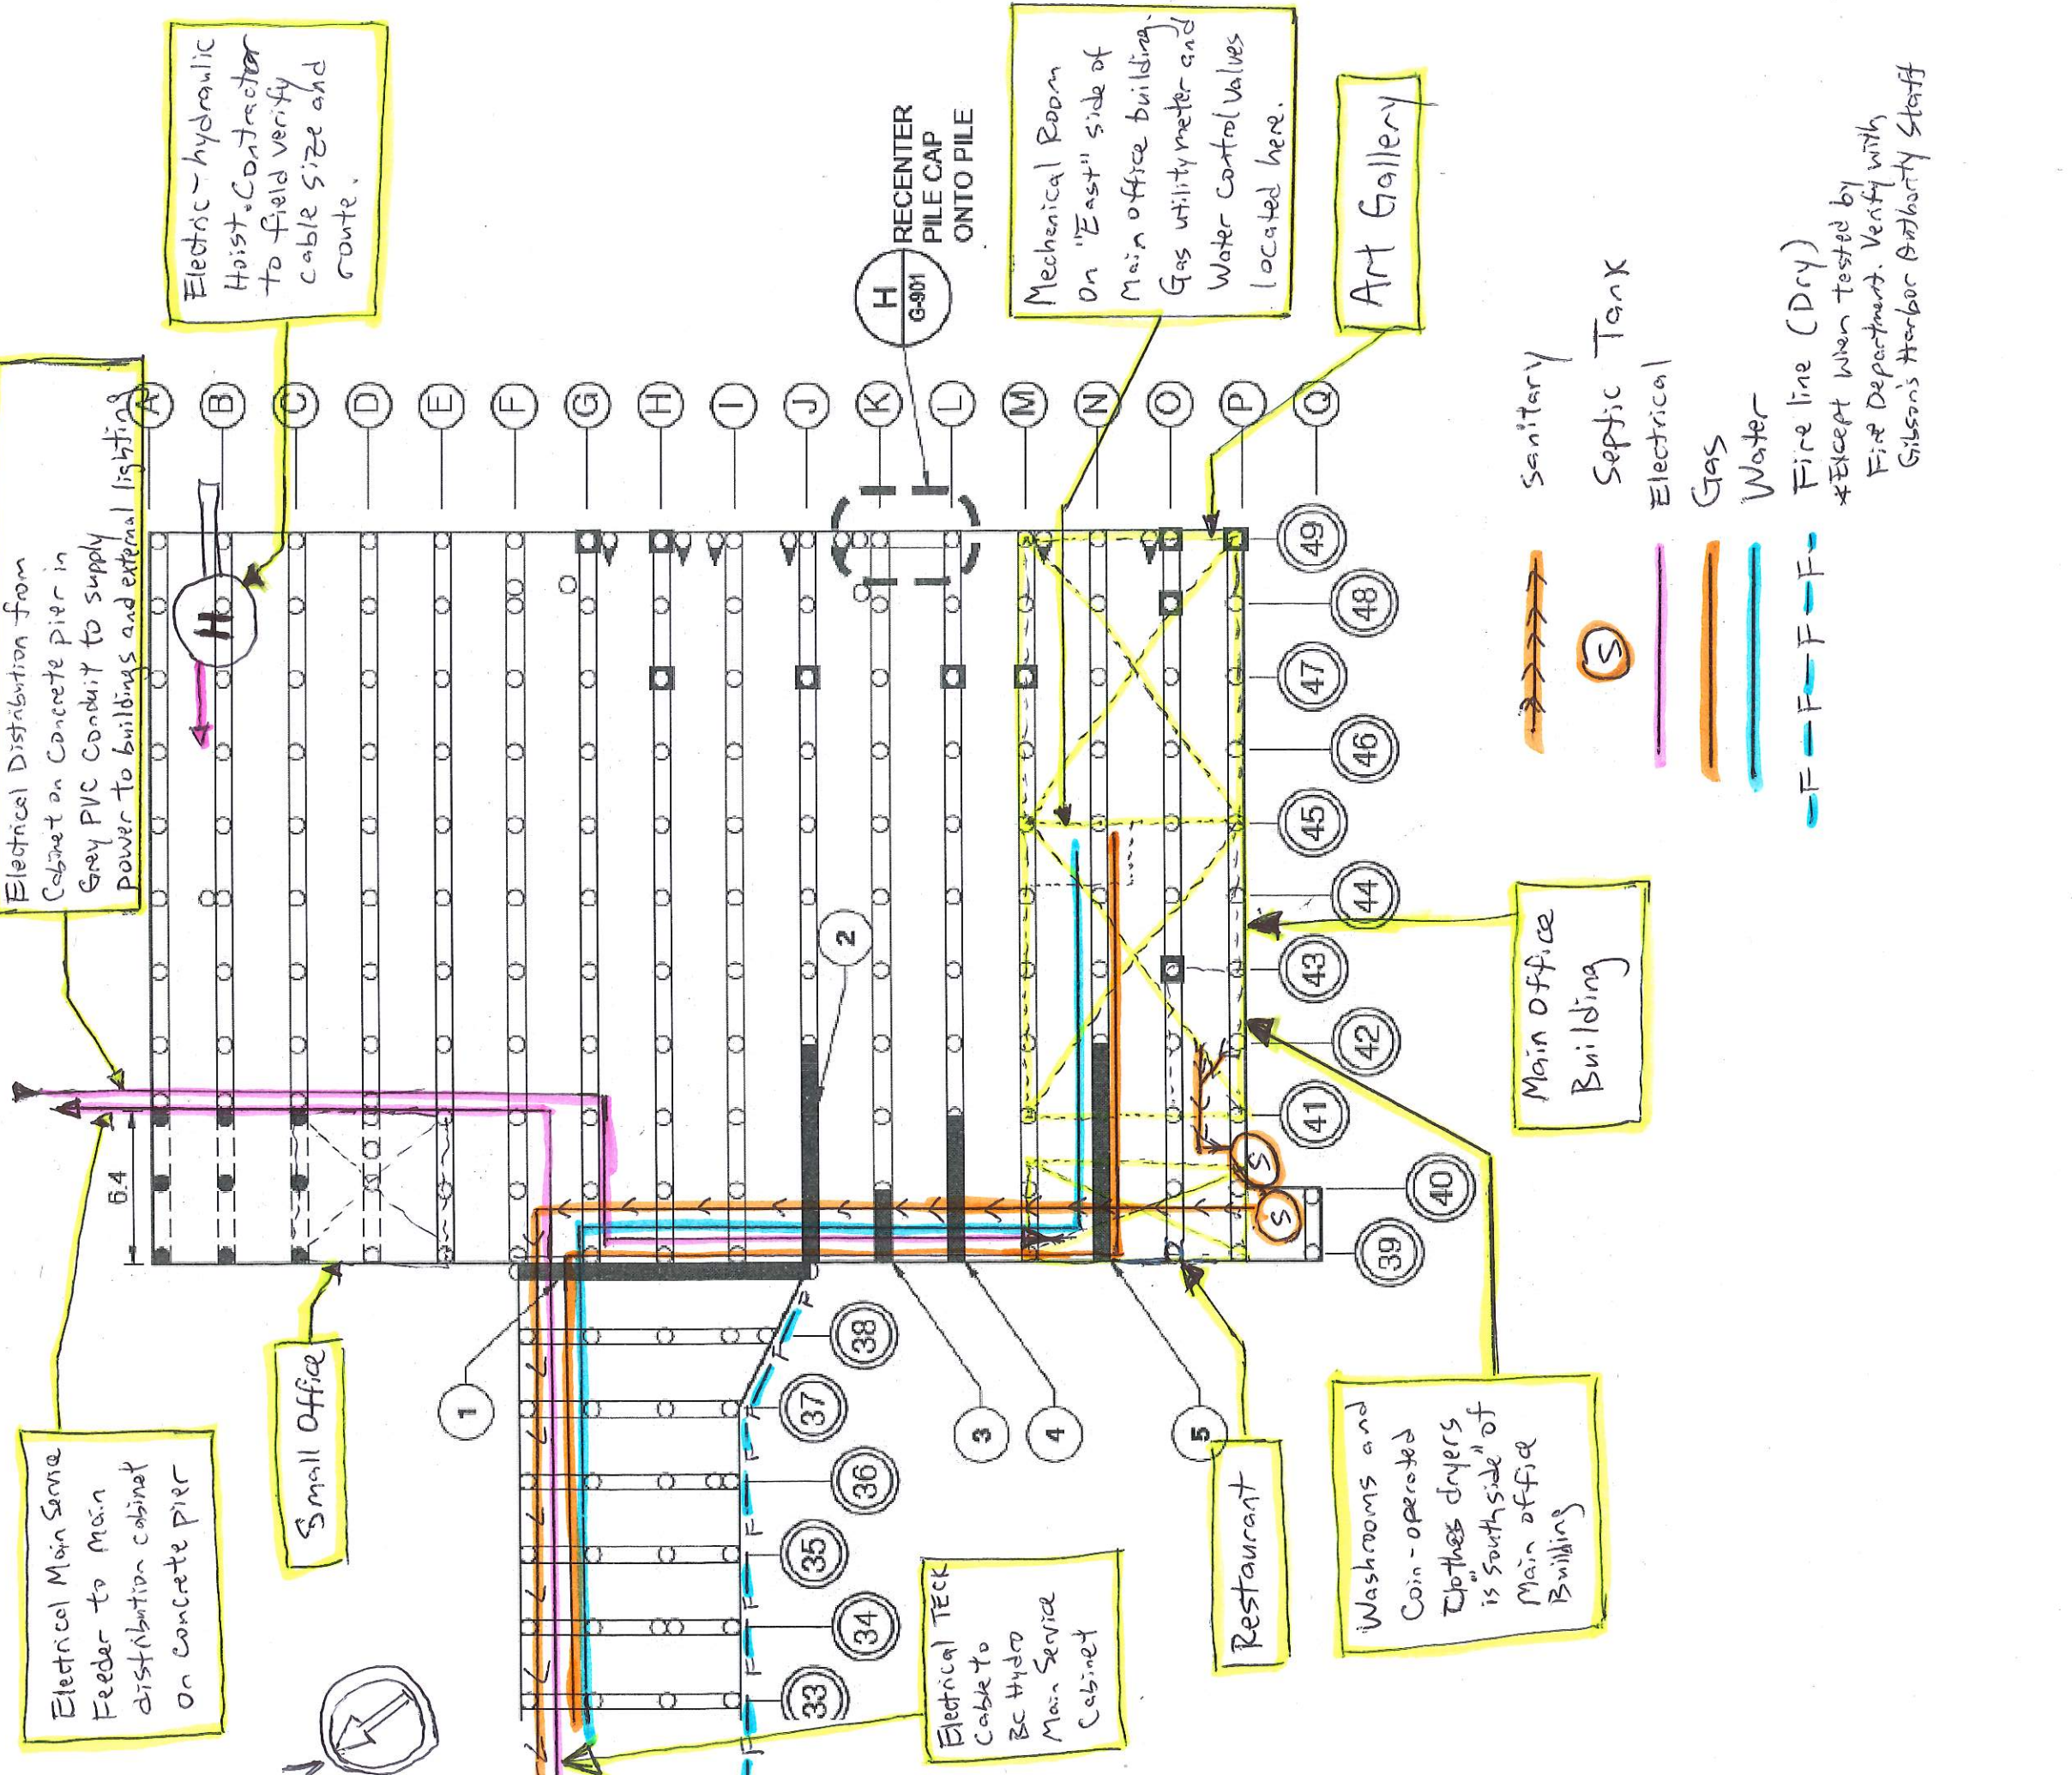 Electrical Distribution from
Cabinet on Concrete pier in
Grey PVC Conduit to supply
power to buildings and external lighting
Electric-hydraulic
Hoist. Contractor
to field verify
cable size and
route.
H
RECENTER
PILE CAP
ONTO PILE
H
G-901
Mechenical Room
On "East" side of
Main office building.
Gas utility meter and
Water Control Values
located here.
Art Gallery
A
B
C
D
E
F
G
H
I
J
K
L
M
N
O
P
Q
49
48
47
46
45
44
43
42
41
40
39
38
37
36
35
34
33
6.4
1
2
3
4
5
S
S
F
F
F
F
F
F
Electrical Main Service
Feeder to Main
distribution cabinet
on concrete pier
Small Office
Electrical TECK
Cable to
BC Hydro
Main Service
Cabinet
Restaurant
Washrooms and
Coin-operated
Clothes dryers
is "South side" of
Main office
Building
Main Office
Building
Sanitary
S
Septic Tank
Electrical
Gas
Water
-F-F-F-F- Fire line (Dry)
*Except When tested by
Fire Department. Verify with
Gibson's Harbor Authority Staff